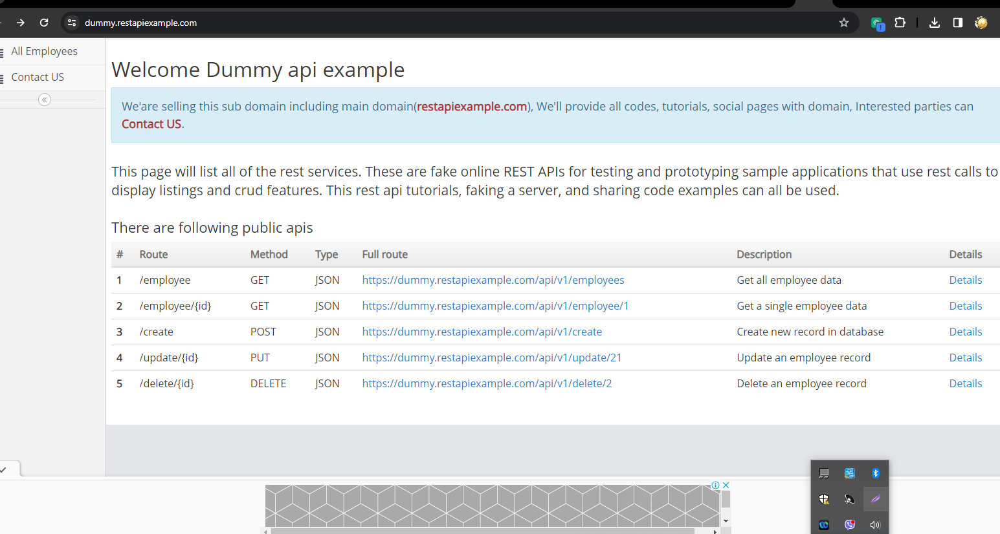 dummy.restapiexample.com
All Employees
Contact US
Welcome Dummy api example
We'are selling this sub domain including main domain(restapiexample.com), We'll provide all codes, tutorials, social pages with domain, Interested parties can
Contact US.
This page will list all of the rest services. These are fake online REST APIs for testing and prototyping sample applications that use rest calls to
display listings and crud features. This rest api tutorials, faking a server, and sharing code examples can all be used.
There are following public apis
# Route Method Type Full route Description Details
1 /employee GET JSON https://dummy.restapiexample.com/api/v1/employees Get all employee data Details
2 /employee/{id} GET JSON https://dummy.restapiexample.com/api/v1/employee/1 Get a single employee data Details
3 /create POST JSON https://dummy.restapiexample.com/api/v1/create Create new record in database Details
4 /update/{id} PUT JSON https://dummy.restapiexample.com/api/v1/update/21 Update an employee record Details
5 /delete/{id} DELETE JSON https://dummy.restapiexample.com/api/v1/delete/2 Delete an employee record Details